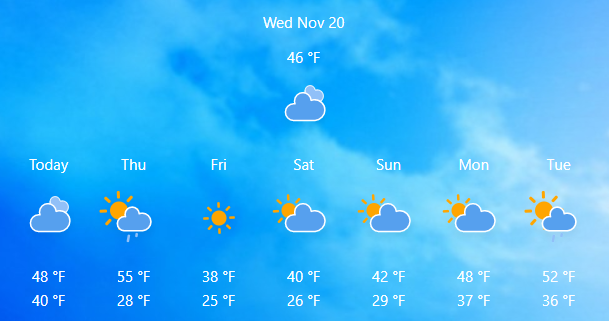 Wed Nov 20
46 °F
Today Thu Fri Sat Sun Mon Tue
48 °F 55 °F 38 °F 40 °F 42 °F 48 °F 52 °F
40 °F 28 °F 25 °F 26 °F 29 °F 37 °F 36 °F